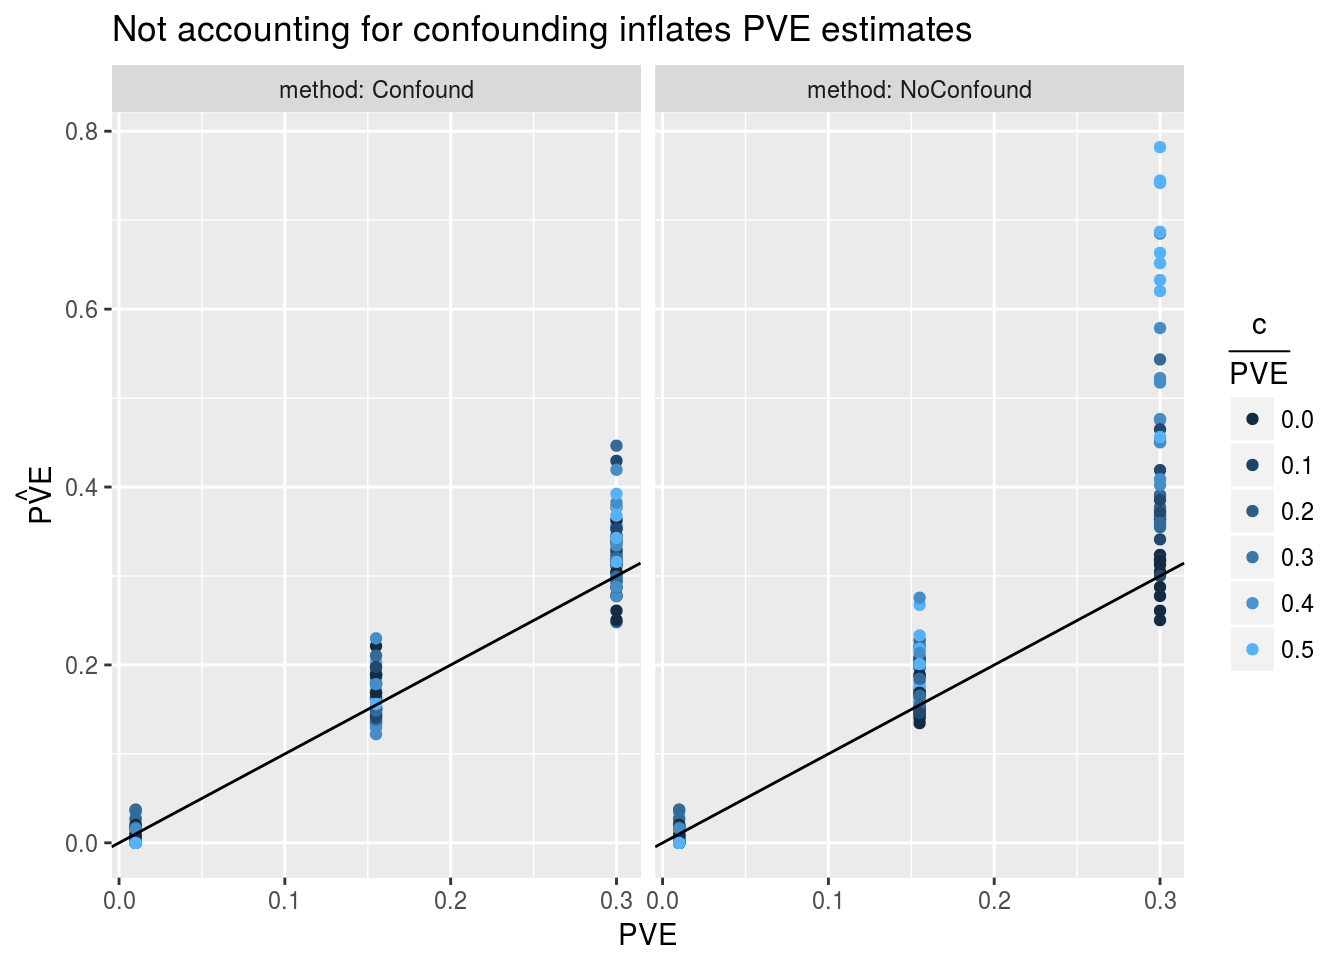 Not accounting for confounding inflates PVE estimates
method: Confound
method: NoConfound
0.8
0.6
0.4
0.2
0.0
PV̂E
0.0 0.1 0.2 0.3
0.0 0.1 0.2 0.3
PVE
c
PVE
0.0
0.1
0.2
0.3
0.4
0.5